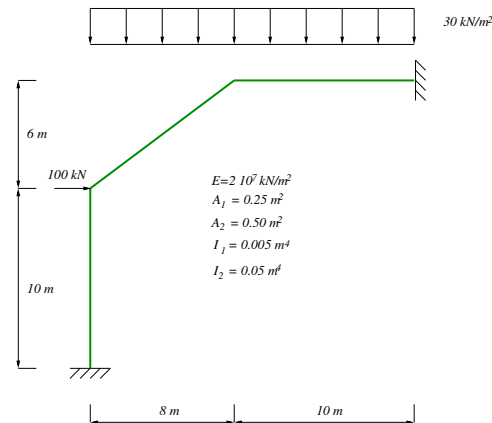 30 kN/m²
6 m
100 kN
E=2 10⁷ kN/m²
A₁ = 0.25 m²
A₂ = 0.50 m²
I₁ = 0.005 m⁴
I₂ = 0.05 m⁴
10 m
8 m
10 m